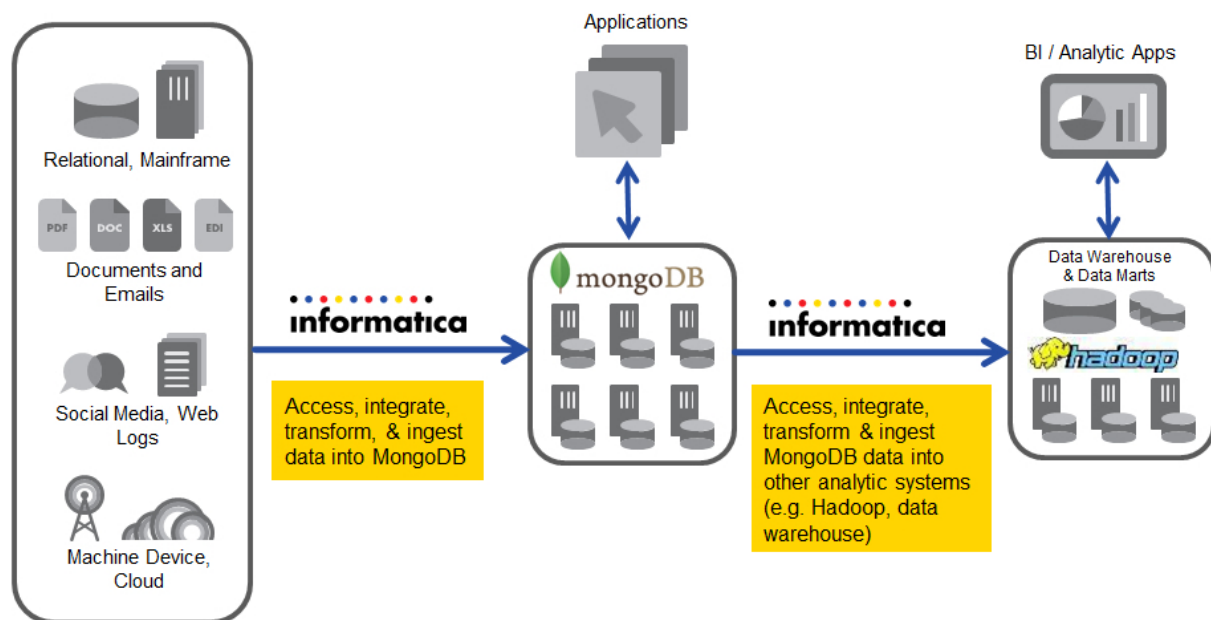 Relational, Mainframe
PDF
DOC
XLS
EDI
Documents and
Emails
Social Media, Web
Logs
Machine Device,
Cloud
informatica
Access, integrate,
transform, & ingest
data into MongoDB
Applications
mongoDB
informatica
Access, integrate,
transform & ingest
MongoDB data into
other analytic systems
(e.g. Hadoop, data
warehouse)
BI / Analytic Apps
Data Warehouse
& Data Marts
hadoop